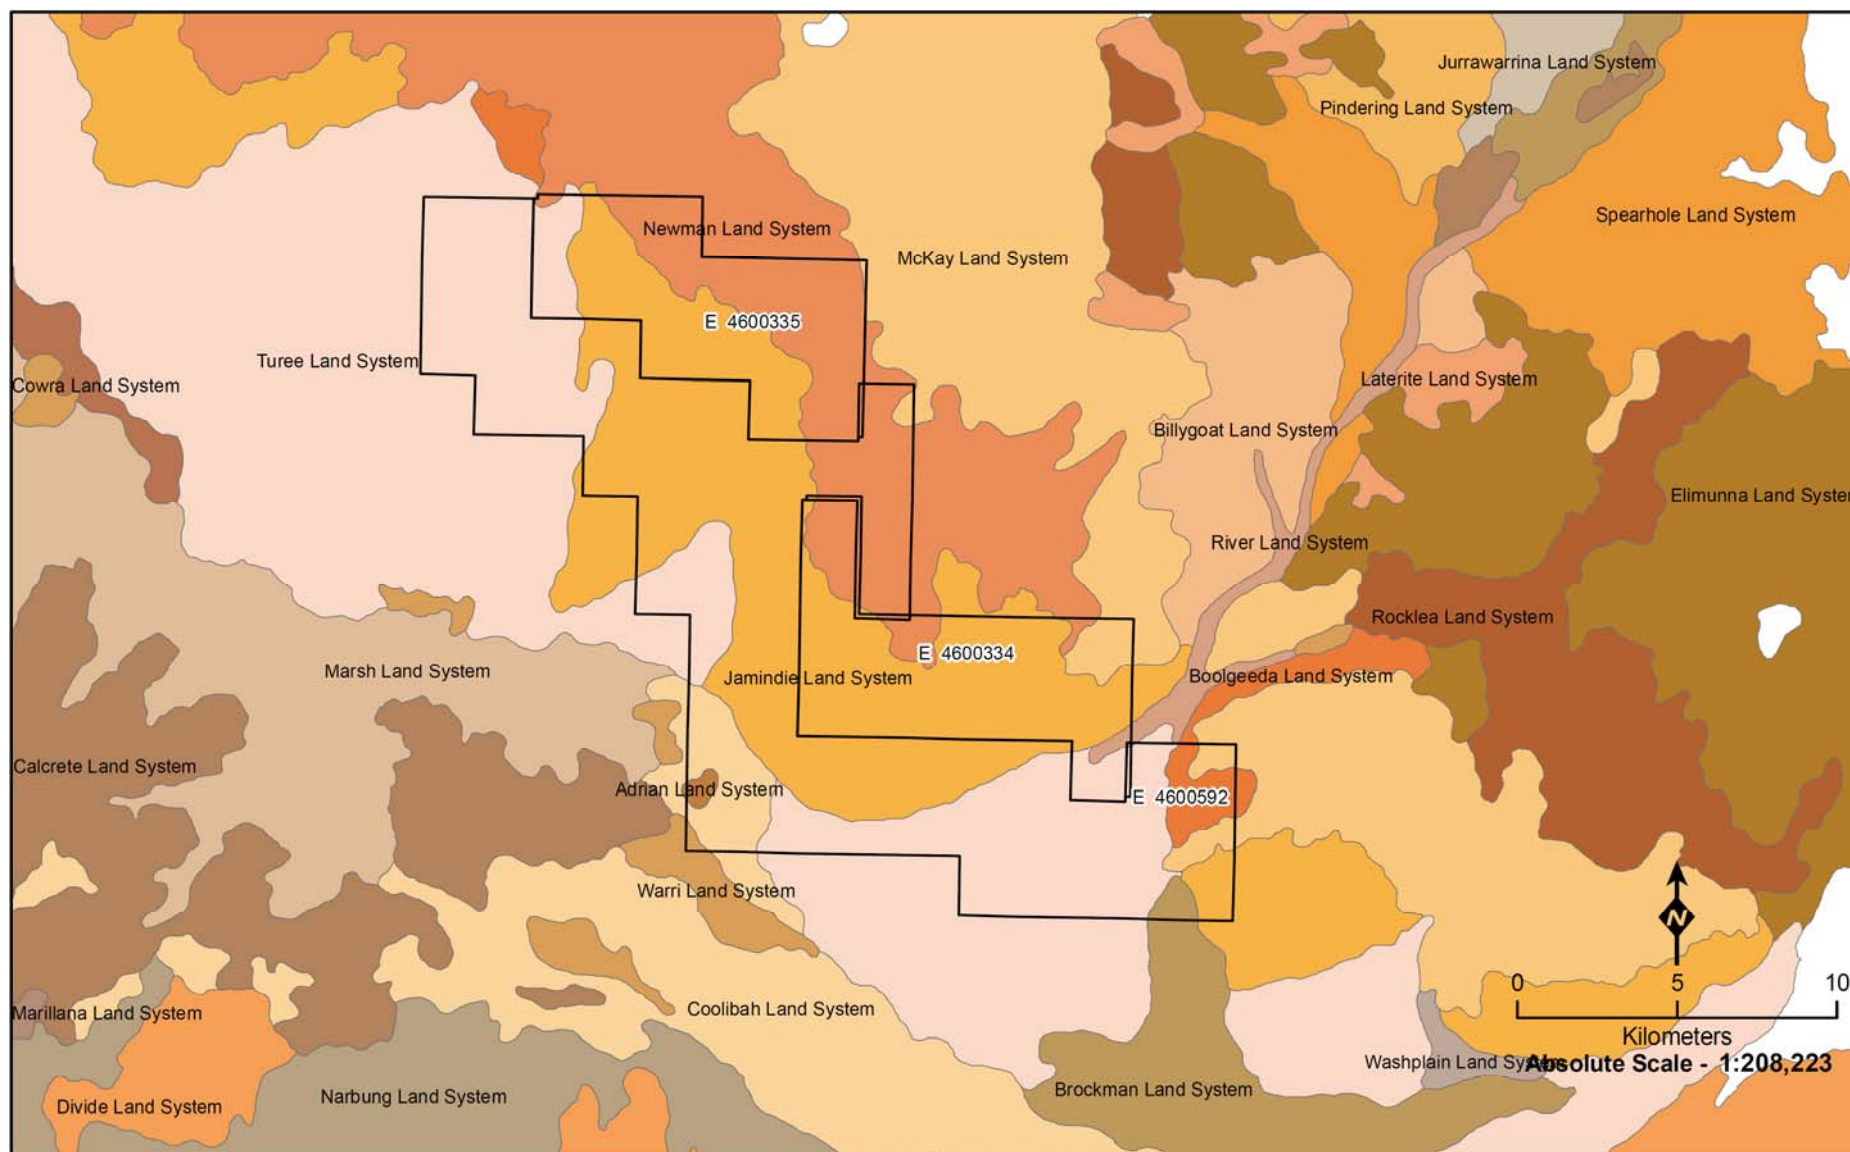 Jurrawarrina Land System
Pindering Land System
Spearhole Land System
Newman Land System
McKay Land System
E 4600335
Turee Land System
Cowra Land System
Laterite Land System
Billygoat Land System
Elimunna Land System
River Land System
Rocklea Land System
E 4600334
Marsh Land System
Jamindie Land System
Boolgeeda Land System
Calcrete Land System
Adrian Land System
E 4600592
Warri Land System
N
0 5 10
Kilometers
Absolute Scale - 1:208,223
Marillana Land System
Coolibah Land System
Washplain Land System
Brockman Land System
Narbung Land System
Divide Land System